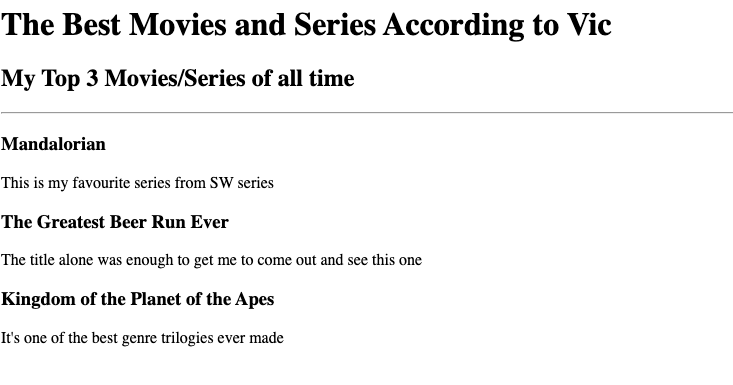 The Best Movies and Series According to Vic
My Top 3 Movies/Series of all time
Mandalorian
This is my favourite series from SW series
The Greatest Beer Run Ever
The title alone was enough to get me to come out and see this one
Kingdom of the Planet of the Apes
It's one of the best genre trilogies ever made